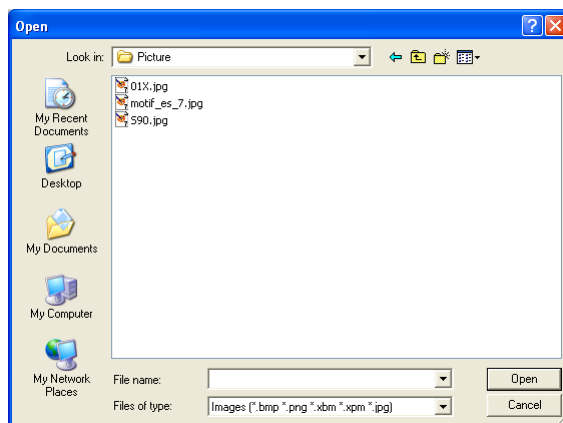 Open
Look in: Picture
01X.jpg
motif_es_7.jpg
S90.jpg
My Recent
Documents
Desktop
My Documents
My Computer
My Network
Places
File name:
Open
Files of type: Images (*.bmp *.png *.xbm *.xpm *.jpg)
Cancel